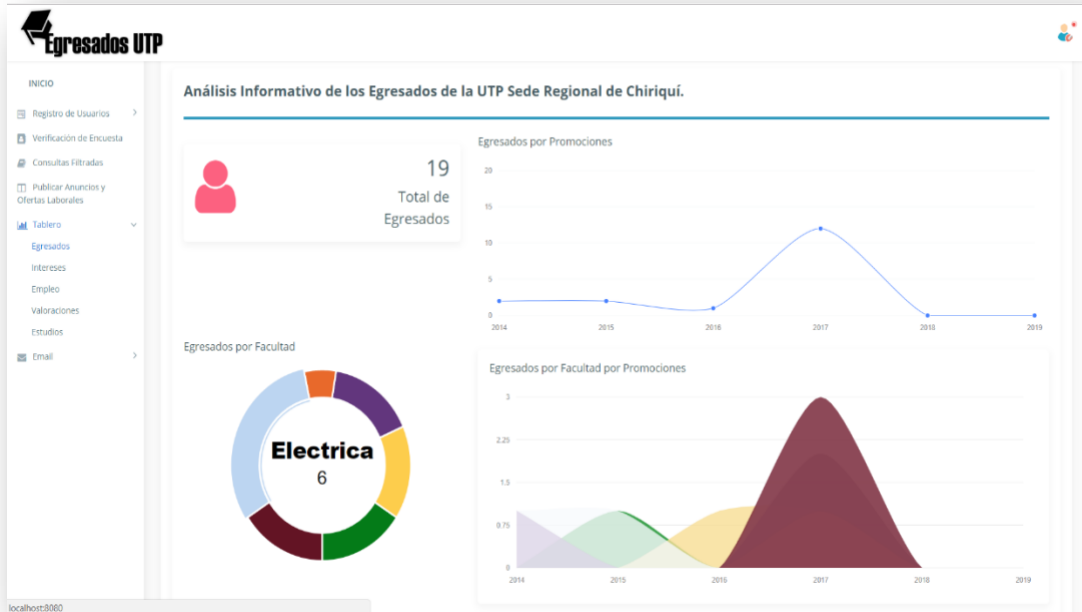 Egresados UTP
INICIO
Registro de Usuarios
Verificación de Encuesta
Consultas Filtradas
Publicar Anuncios y
Ofertas Laborales
Tablero
Egresados
Intereses
Empleo
Valoraciones
Estudios
Email
Análisis Informativo de los Egresados de la UTP Sede Regional de Chiriquí.
19
Total de
Egresados
Egresados por Promociones
20
15
10
5
0
2014 2015 2016 2017 2018 2019
Egresados por Facultad
Electrica
6
Egresados por Facultad por Promociones
3
2.25
1.5
0.75
0
2014 2015 2016 2017 2018 2019
localhost:8080